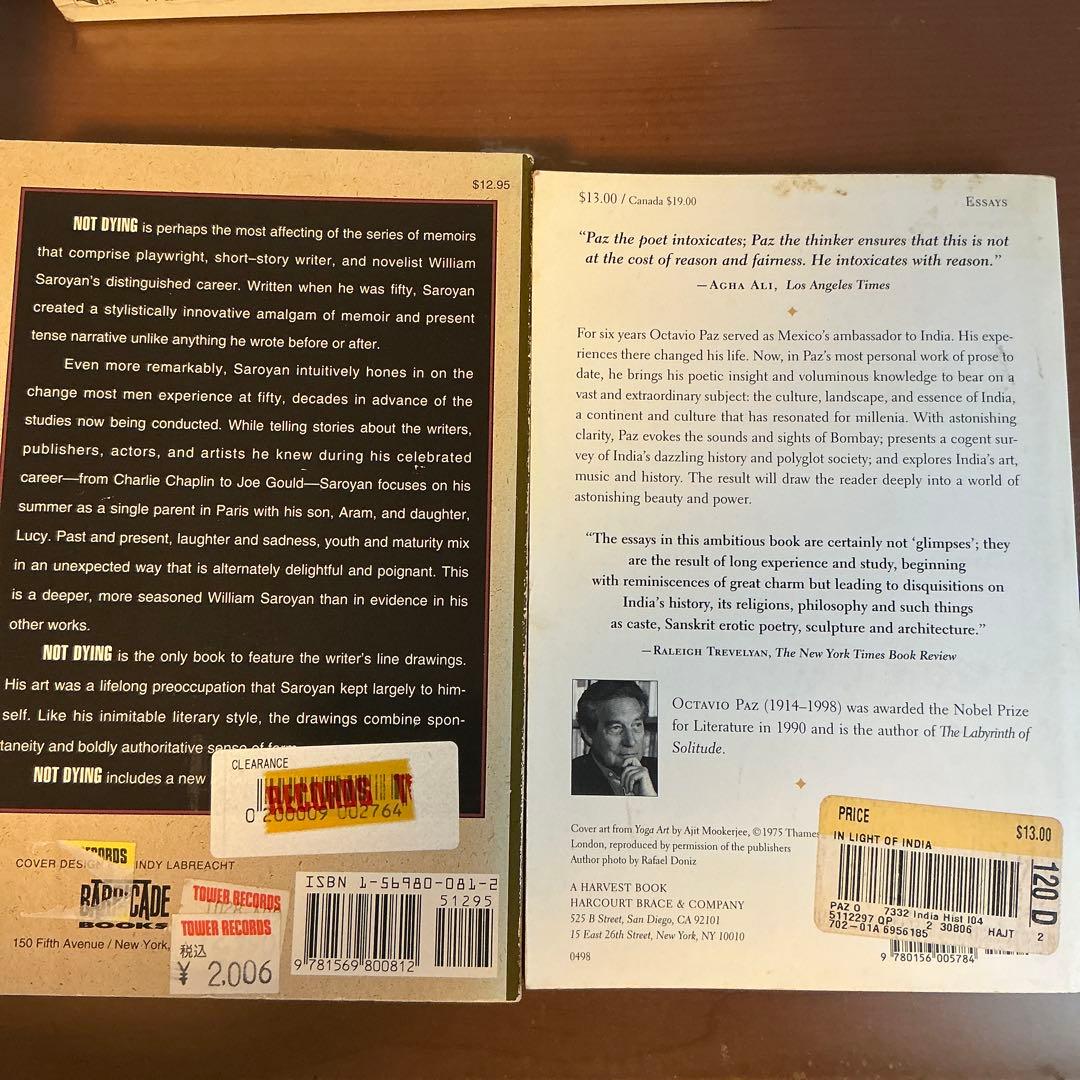 $12.95
NOT DYING is perhaps the most affecting of the series of memoirs
that comprise playwright, short-story writer, and novelist William
Saroyan's distinguished career. Written when he was fifty, Saroyan
created a stylistically innovative amalgam of memoir and present
tense narrative unlike anything he wrote before or after.
Even more remarkably, Saroyan intuitively hones in on the
change most men experience at fifty, decades in advance of the
studies now being conducted. While telling stories about the writers,
publishers, actors, and artists he knew during his celebrated
career—from Charlie Chaplin to Joe Gould—Saroyan focuses on his
summer as a single parent in Paris with his son, Aram, and daughter,
Lucy. Past and present, laughter and sadness, youth and maturity mix
in an unexpected way that is alternately delightful and poignant. This
is a deeper, more seasoned William Saroyan than in evidence in his
other works.
NOT DYING is the only book to feature the writer's line drawings.
His art was a lifelong preoccupation that Saroyan kept largely to him-
self. Like his inimitable literary style, the drawings combine spon-
taneity and boldly authoritative sense of form
NOT DYING includes a new
CLEARANCE
RECORDS
0 200009 002764
COVER DESIGN
INDY LABREACHT
BARRICADE
BOOKS
150 Fifth Avenue / New York,
TOWER RECORDS
TOWER RECORDS
税込
¥ 2,006
ISBN 1-56980-081-2
51295
9 781569 800812
$13.00 / Canada $19.00
ESSAYS
“Paz the poet intoxicates; Paz the thinker ensures that this is not
at the cost of reason and fairness. He intoxicates with reason.”
—AGHA ALI, Los Angeles Times
For six years Octavio Paz served as Mexico's ambassador to India. His expe-
riences there changed his life. Now, in Paz's most personal work of prose to
date, he brings his poetic insight and voluminous knowledge to bear on a
vast and extraordinary subject: the culture, landscape, and essence of India,
a continent and culture that has resonated for millenia. With astonishing
clarity, Paz evokes the sounds and sights of Bombay; presents a cogent sur-
vey of India's dazzling history and polyglot society; and explores India's art,
music and history. The result will draw the reader deeply into a world of
astonishing beauty and power.
“The essays in this ambitious book are certainly not ‘glimpses’; they
are the result of long experience and study, beginning
with reminiscences of great charm but leading to disquisitions on
India's history, its religions, philosophy and such things
as caste, Sanskrit erotic poetry, sculpture and architecture.”
—RALEIGH TREVELYAN, The New York Times Book Review
OCTAVIO PAZ (1914–1998) was awarded the Nobel Prize
for Literature in 1990 and is the author of The Labyrinth of
Solitude.
Cover art from Yoga Art by Ajit Mookerjee, ©1975 Thames
London, reproduced by permission of the publishers
Author photo by Rafael Doniz
A HARVEST BOOK
HARCOURT BRACE & COMPANY
525 B Street, San Diego, CA 92101
15 East 26th Street, New York, NY 10010
0498
PRICE
$13.00
IN LIGHT OF INDIA
120 D
2
PAZ O 7332 India Hist I04
5112297 QP 2 30806 HAJT
702-01A 6956185
9 780156 005784